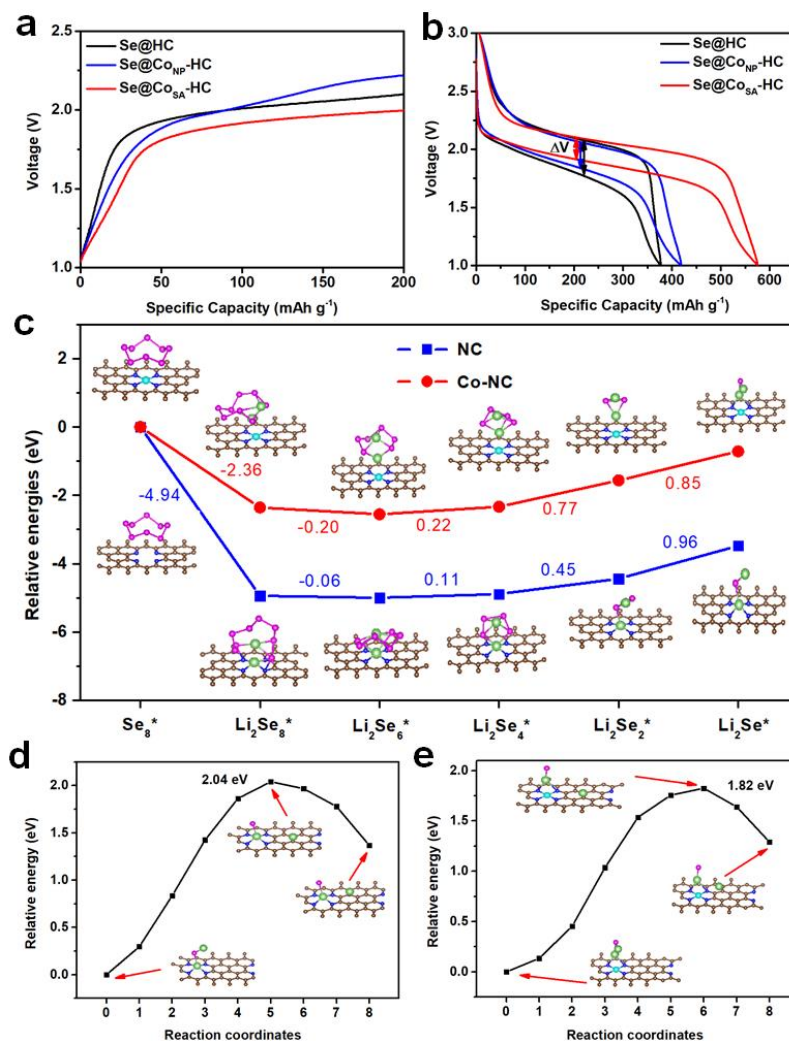 a
Se@HC
Se@Co_NP-HC
Se@Co_SA-HC
Voltage (V)
2.5
2.0
1.5
1.0
0
50
100
150
200
Specific Capacity (mAh g⁻¹)
b
Se@HC
Se@Co_NP-HC
Se@Co_SA-HC
ΔV
Voltage (V)
3.0
2.5
2.0
1.5
1.0
0
100
200
300
400
500
600
Specific Capacity (mAh g⁻¹)
c
NC
Co-NC
Relative energies (eV)
2
0
-2
-4
-6
-8
-2.36
-0.20
0.22
0.77
0.85
-4.94
-0.06
0.11
0.45
0.96
Se₈*
Li₂Se₈*
Li₂Se₆*
Li₂Se₄*
Li₂Se₂*
Li₂Se*
d
2.04 eV
Relative energy (eV)
2.0
1.5
1.0
0.5
0.0
0 1 2 3 4 5 6 7 8
Reaction coordinates
e
1.82 eV
Relative energy (eV)
2.0
1.5
1.0
0.5
0.0
0 1 2 3 4 5 6 7 8
Reaction coordinates